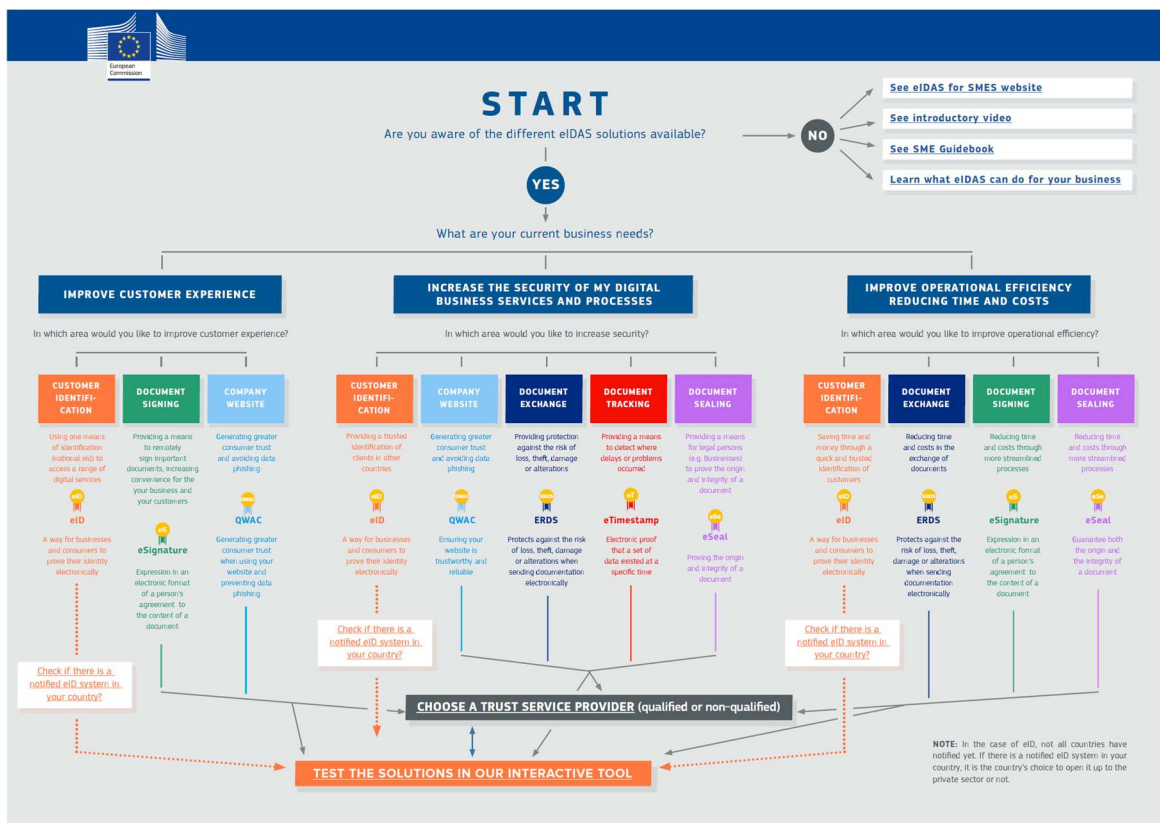 European
Commission
START
Are you aware of the different eIDAS solutions available?
NO
See eIDAS for SMES website
See introductory video
See SME Guidebook
Learn what eIDAS can do for your business
YES
What are your current business needs?
IMPROVE CUSTOMER EXPERIENCE
In which area would you like to improve customer experience?
CUSTOMER
IDENTIFI-
CATION
Using one means
of identification
(national eid) to
access a range of
digital services
eID
eID
A way for businesses
and consumers to
prove their identity
electronically
Check if there is a
notified eID system in
your country?
DOCUMENT
SIGNING
Providing a means
to remotely
sign important
documents, increasing
convenience for the
your business and
your customers
eS
eSignature
Expression in an
electronic format
of a person's
agreement to
the content of a
document
COMPANY
WEBSITE
Generating greater
consumer trust
and avoiding data
phishing
QWAC
QWAC
Generating greater
consumer trust
when using your
website and
preventing data
phishing
INCREASE THE SECURITY OF MY DIGITAL
BUSINESS SERVICES AND PROCESSES
In which area would you like to increase security?
CUSTOMER
IDENTIFI-
CATION
Providing a trusted
identification of
clients in other
countries
eID
eID
A way for businesses
and consumers to
prove their identity
electronically
Check if there is a
notified eID system in
your country?
COMPANY
WEBSITE
Generating greater
consumer trust
and avoiding data
phishing
QWAC
QWAC
Ensuring your
website is
trustworthy and
reliable
DOCUMENT
EXCHANGE
Providing protection
against the risk of
loss, theft, damage
or alterations
ERDS
ERDS
Protects against the risk
of loss, theft, damage
or alterations when
sending documentation
electronically
DOCUMENT
TRACKING
Providing a means
to detect where
delays or problems
occurred
eT
eTimestamp
Electronic proof
that a set of
data existed at a
specific time
DOCUMENT
SEALING
Providing a means
for legal persons
(e.g. Businesses)
to prove the origin
and integrity of a
document
eSe
eSeal
Proving the origin
and integrity of a
document
IMPROVE OPERATIONAL EFFICIENCY
REDUCING TIME AND COSTS
In which area would you like to improve operational efficiency?
CUSTOMER
IDENTIFI-
CATION
Saving time and
money through a
quick and trusted
identification of
customers
eID
eID
A way for businesses
and consumers to
prove their identity
electronically
Check if there is a
notified eID system in
your country?
DOCUMENT
EXCHANGE
Reducing time
and costs in the
exchange of
documents
ERDS
ERDS
Protects against the
risk of loss, theft,
damage or alterations
when sending
documentation
electronically
DOCUMENT
SIGNING
Reducing time
and costs through
more streamlined
processes
eS
eSignature
Expression in an
electronic format
of a person's
agreement to
the content of a
document
DOCUMENT
SEALING
Reducing time
and costs through
more streamlined
processes
eSe
eSeal
Guarantee both
the origin and
the integrity of
a document
CHOOSE A TRUST SERVICE PROVIDER (qualified or non-qualified)
TEST THE SOLUTIONS IN OUR INTERACTIVE TOOL
NOTE: In the case of eID, not all countries have
notified yet. If there is a notified eID system in your
country, it is the country's choice to open it up to the
private sector or not.